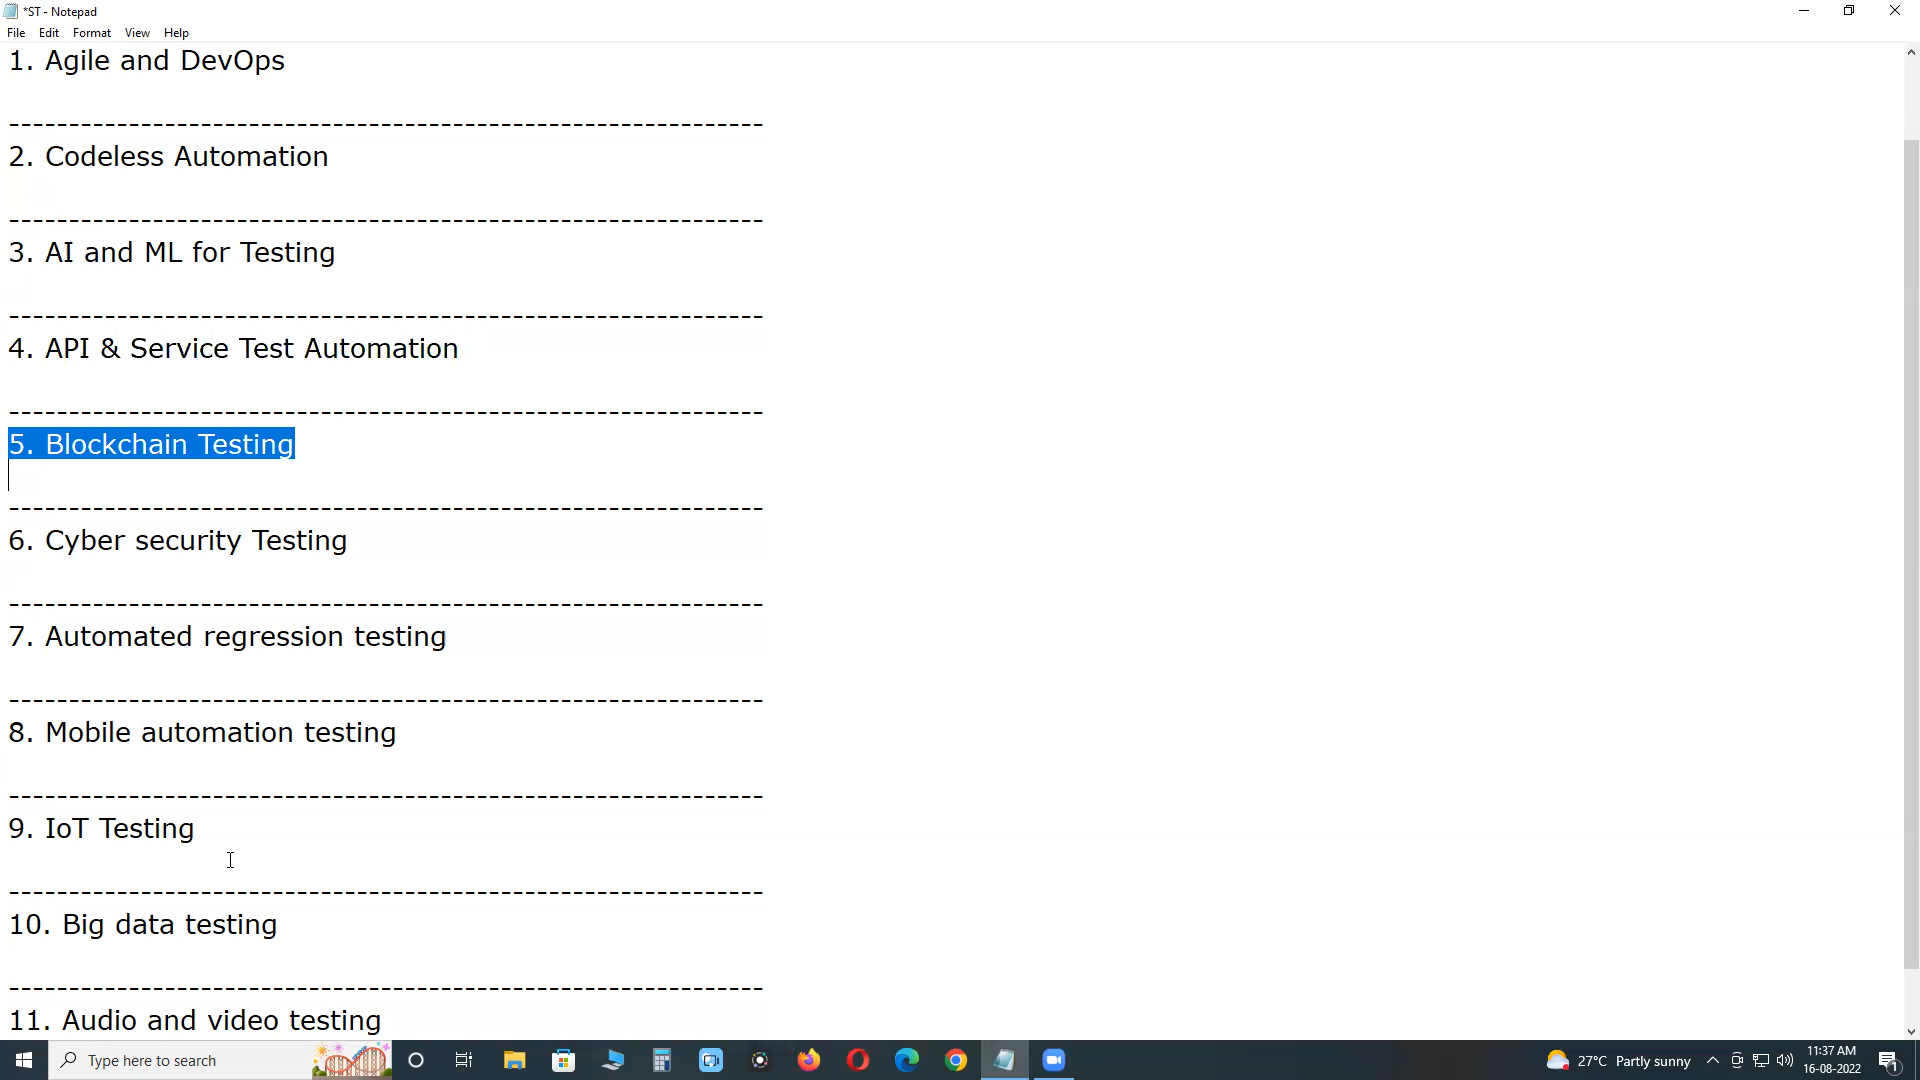 *ST - Notepad
File Edit Format View Help
1. Agile and DevOps
---------------------------------------------------------------
2. Codeless Automation
---------------------------------------------------------------
3. AI and ML for Testing
---------------------------------------------------------------
4. API & Service Test Automation
---------------------------------------------------------------
5. Blockchain Testing
---------------------------------------------------------------
6. Cyber security Testing
---------------------------------------------------------------
7. Automated regression testing
---------------------------------------------------------------
8. Mobile automation testing
---------------------------------------------------------------
9. IoT Testing
---------------------------------------------------------------
10. Big data testing
---------------------------------------------------------------
11. Audio and video testing
Type here to search
27°C Partly sunny
11:37 AM
16-08-2022
1